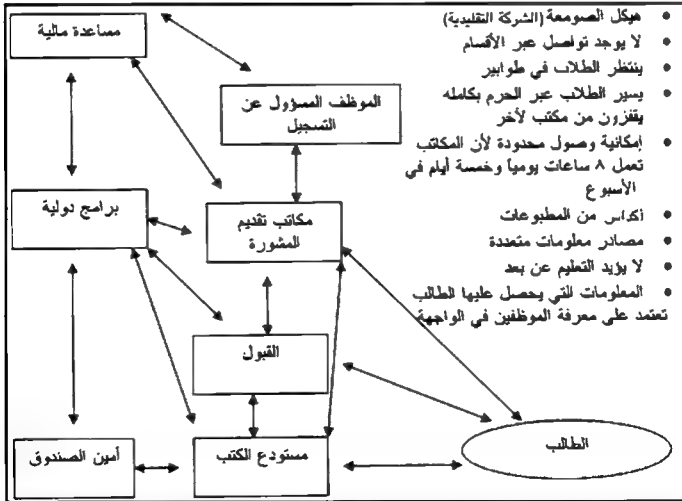 هيكل الصومعة (الشركة التقليدية)
لا يوجد تواصل عبر الأقسام
ينتظر الطلاب في طوابير
يسير الطلاب عبر الحرم بكامله
يقفزون من مكتب لأخر
إمكانية وصول محدودة لأن المكاتب
تعمل ٨ ساعات يومياً وخمسة أيام في
الأسبوع
أكداس من المطبوعات
مصادر معلومات متعددة
لا يؤيد التعليم عن بعد
المعلومات التي يحصل عليها الطالب
تعتمد على معرفة الموظفين في الواجهة
مساعدة مالية
الموظف المسؤول عن
التسجيل
برامج دولية
مكاتب تقديم
المشورة
القبول
الطالب
مستودع الكتب
أمين الصندوق